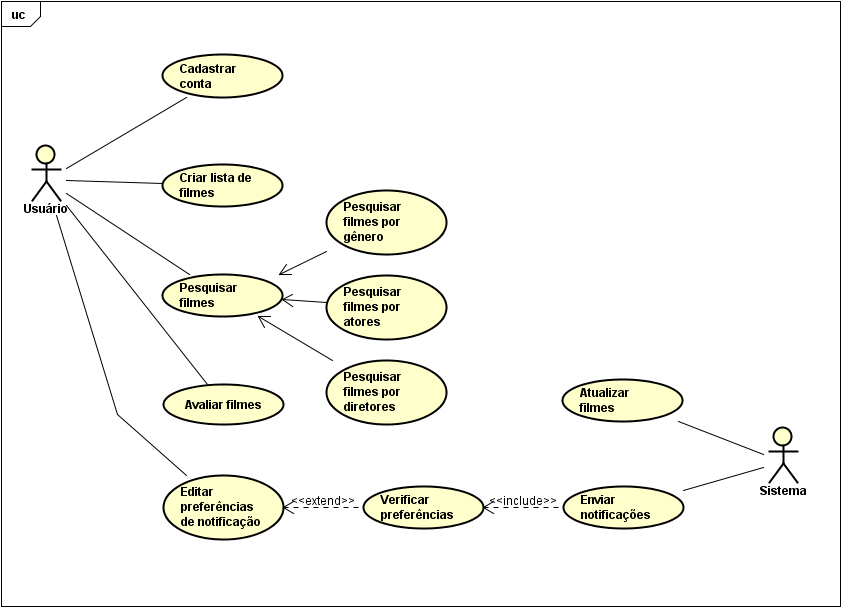 uc
Cadastrar
conta
Criar lista de
filmes
Usuário
Pesquisar
filmes por
gênero
Pesquisar
filmes
Pesquisar
filmes por
atores
Pesquisar
filmes por
diretores
Avaliar filmes
Atualizar
filmes
Sistema
Editar
preferências
de notificação
<<extend>>
Verificar
preferências
<<include>>
Enviar
notificações